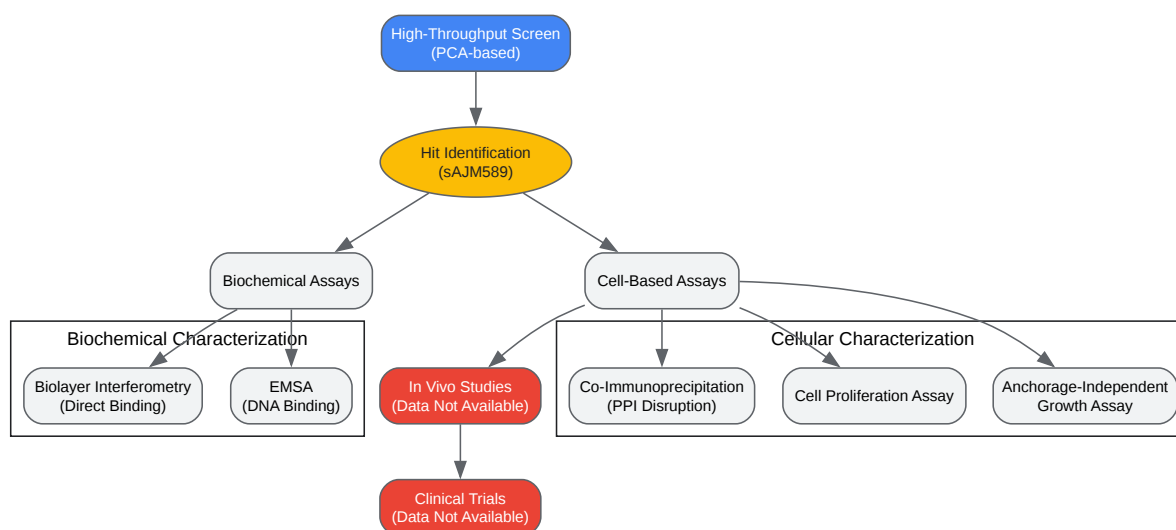 High-Throughput Screen
(PCA-based)
Hit Identification
(sAJM589)
Biochemical Assays
Cell-Based Assays
Biochemical Characterization
Cellular Characterization
Biolayer Interferometry
(Direct Binding)
EMSA
(DNA Binding)
In Vivo Studies
(Data Not Available)
Co-Immunoprecipitation
(PPI Disruption)
Cell Proliferation Assay
Anchorage-Independent
Growth Assay
Clinical Trials
(Data Not Available)